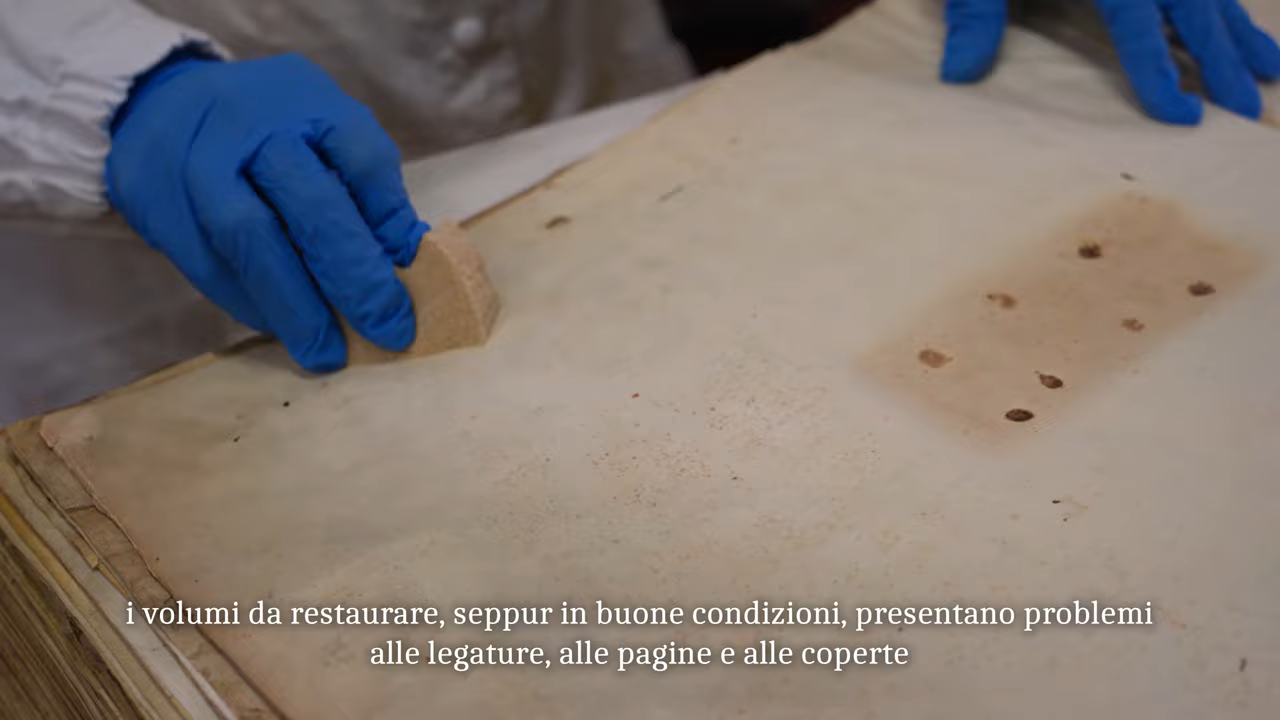 i volumi da restaurare, seppur in buone condizioni, presentano problemi
alle legature, alle pagine e alle coperte